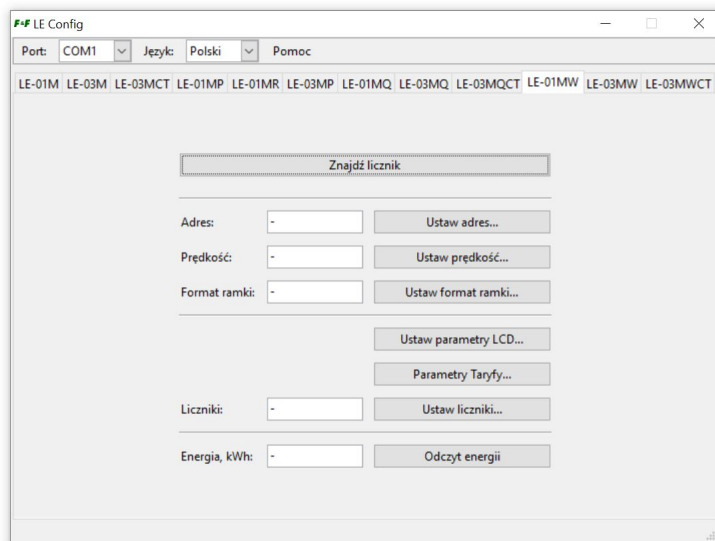 F&F LE Config
Port: COM1 Język: Polski Pomoc
LE-01M LE-03M LE-03MCT LE-01MP LE-01MR LE-03MP LE-01MQ LE-03MQ LE-03MQCT LE-01MW LE-03MW LE-03MWCT
Znajdź licznik
Adres: - Ustaw adres...
Prędkość: - Ustaw prędkość...
Format ramki: - Ustaw format ramki...
Ustaw parametry LCD...
Parametry Taryfy...
Liczniki: - Ustaw liczniki...
Energia, kWh: - Odczyt energii